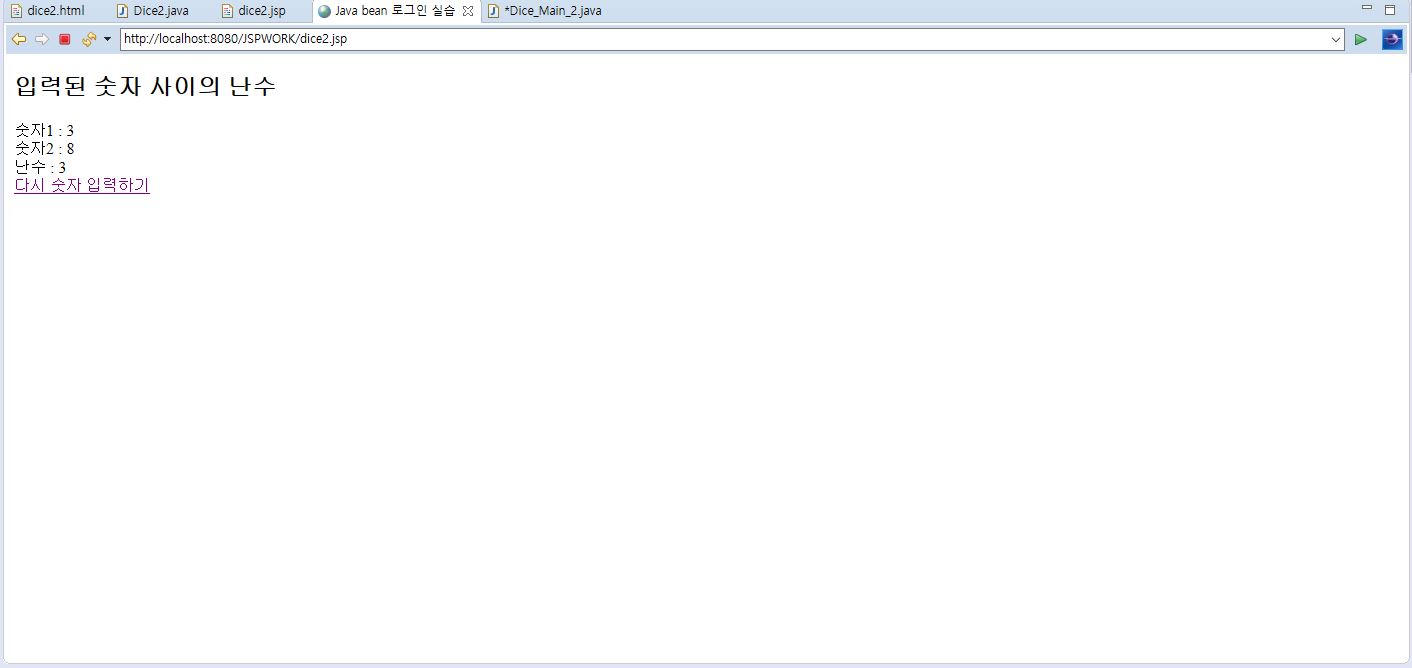 dice2.html Dice2.java dice2.jsp Java bean 로그인 실습 *Dice_Main_2.java
http://localhost:8080/JSPWORK/dice2.jsp
입력된 숫자 사이의 난수
숫자1 : 3
숫자2 : 8
난수 : 3
다시 숫자 입력하기